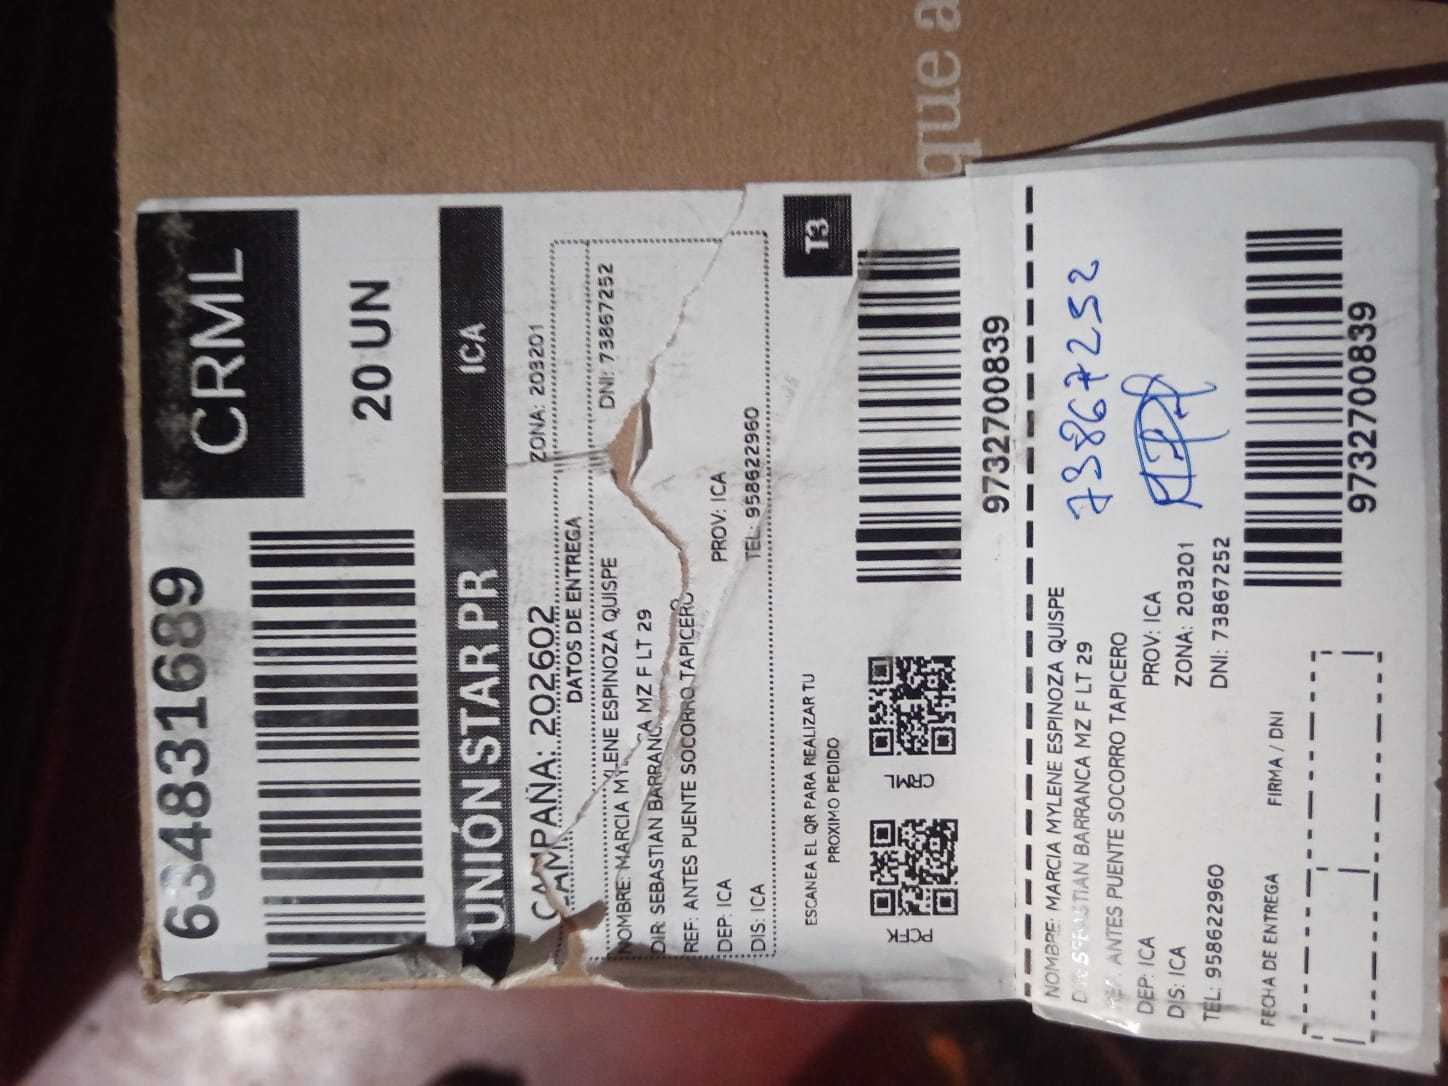 que a
6348831689
CRML
20 UN
UNIÓN STAR PR
ICA
CAMPAÑA: 202602
ZONA: 203201
DATOS DE ENTREGA
NOMBRE: MARCIA MYLENE ESPINOZA QUISPE
DNI: 73867252
DIR: SEBASTIAN BARRANCA MZ F LT 29
REF: ANTES PUENTE SOCORRO TAPICERO
DEP: ICA
PROV: ICA
DIS: ICA
TEL: 958622960
T3
ESCANEA EL QR PARA REALIZAR TU
PROXIMO PEDIDO
CRML
9732700839
NOMBRE: MARCIA MYLENE ESPINOZA QUISPE
73867252
SEBASTIAN BARRANCA MZ F LT 29
ANTES PUENTE SOCORRO TAPICERO
DEP: ICA
PROV: ICA
DIS: ICA
ZONA: 203201
TEL: 958622960
DNI: 73867252
FECHA DE ENTREGA
FIRMA / DNI
9732700839